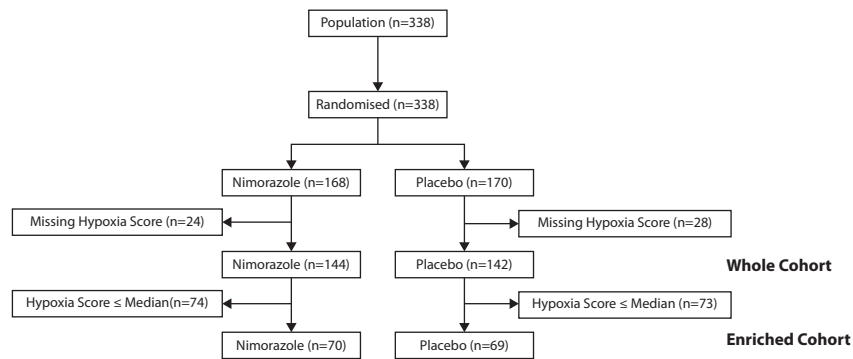 Population (n=338)
Randomised (n=338)
Nimorazole (n=168)
Placebo (n=170)
Missing Hypoxia Score (n=24)
Missing Hypoxia Score (n=28)
Nimorazole (n=144)
Placebo (n=142)
Whole Cohort
Hypoxia Score ≤ Median(n=74)
Hypoxia Score ≤ Median (n=73)
Nimorazole (n=70)
Placebo (n=69)
Enriched Cohort